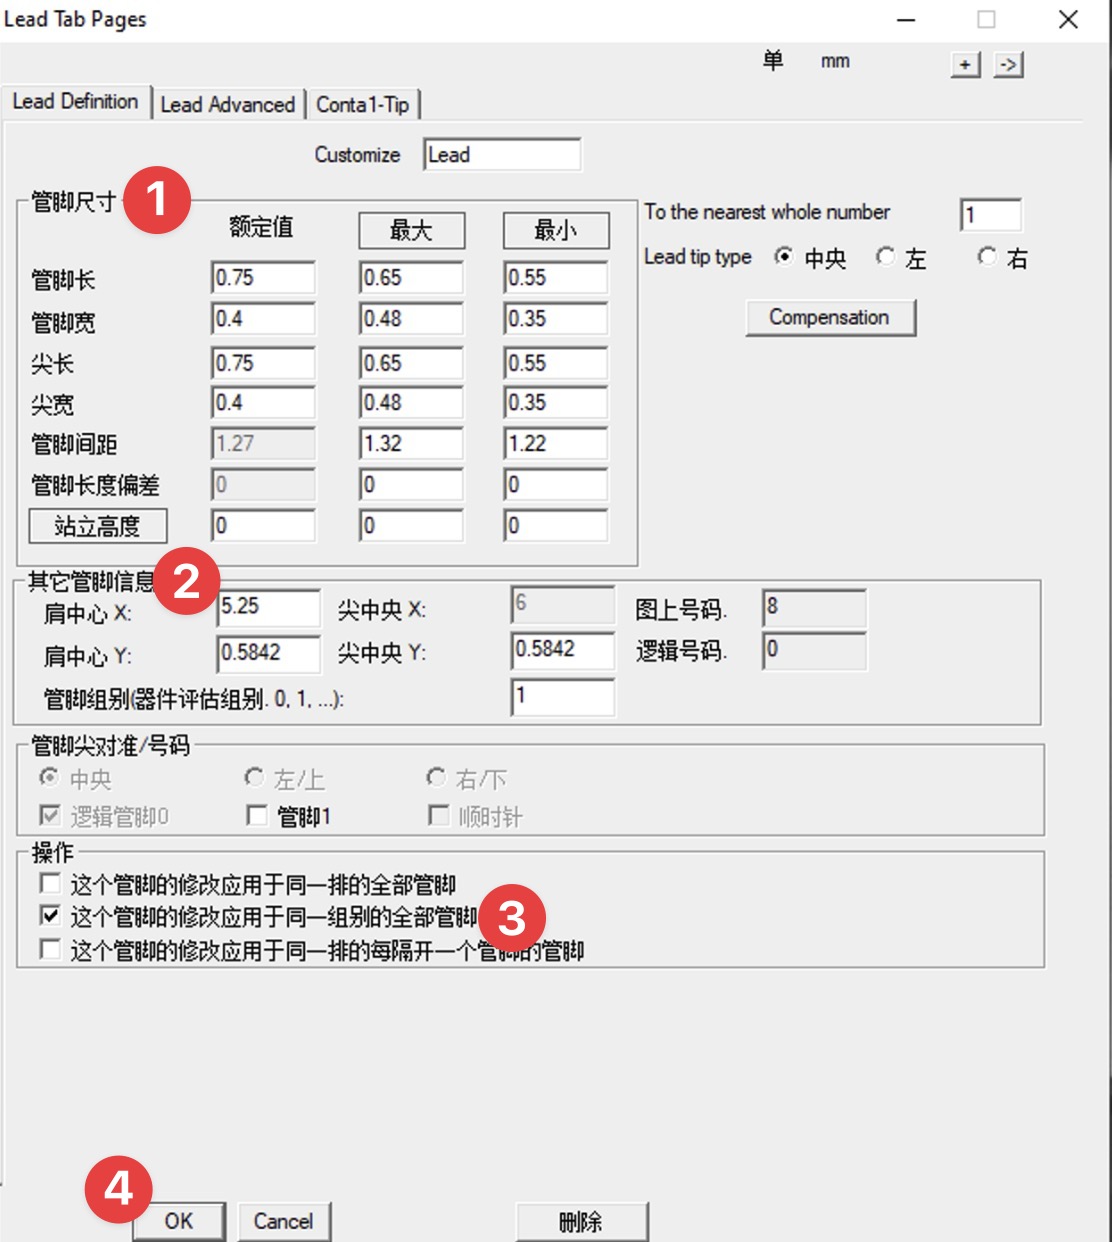 Lead Tab Pages
单 mm + ->
Lead Definition Lead Advanced Conta1-Tip
Customize Lead
管脚尺寸 1
额定值 最大 最小
To the nearest whole number 1
Lead tip type 中央 左 右
Compensation
管脚长 0.75 0.65 0.55
管脚宽 0.4 0.48 0.35
尖长 0.75 0.65 0.55
尖宽 0.4 0.48 0.35
管脚间距 1.27 1.32 1.22
管脚长度偏差 0 0 0
站立高度 0 0 0
其它管脚信息 2
肩中心 X: 5.25 尖中央 X: 6 图上号码. 8
肩中心 Y: 0.5842 尖中央 Y: 0.5842 逻辑号码. 0
管脚组别(器件评估组别. 0, 1, ...): 1
管脚尖对准/号码
中央 左/上 右/下
逻辑管脚0 管脚1 顺时针
操作
这个管脚的修改应用于同一排的全部管脚
这个管脚的修改应用于同一组别的全部管脚 3
这个管脚的修改应用于同一排的每隔开一个管脚的管脚
4
OK Cancel 删除